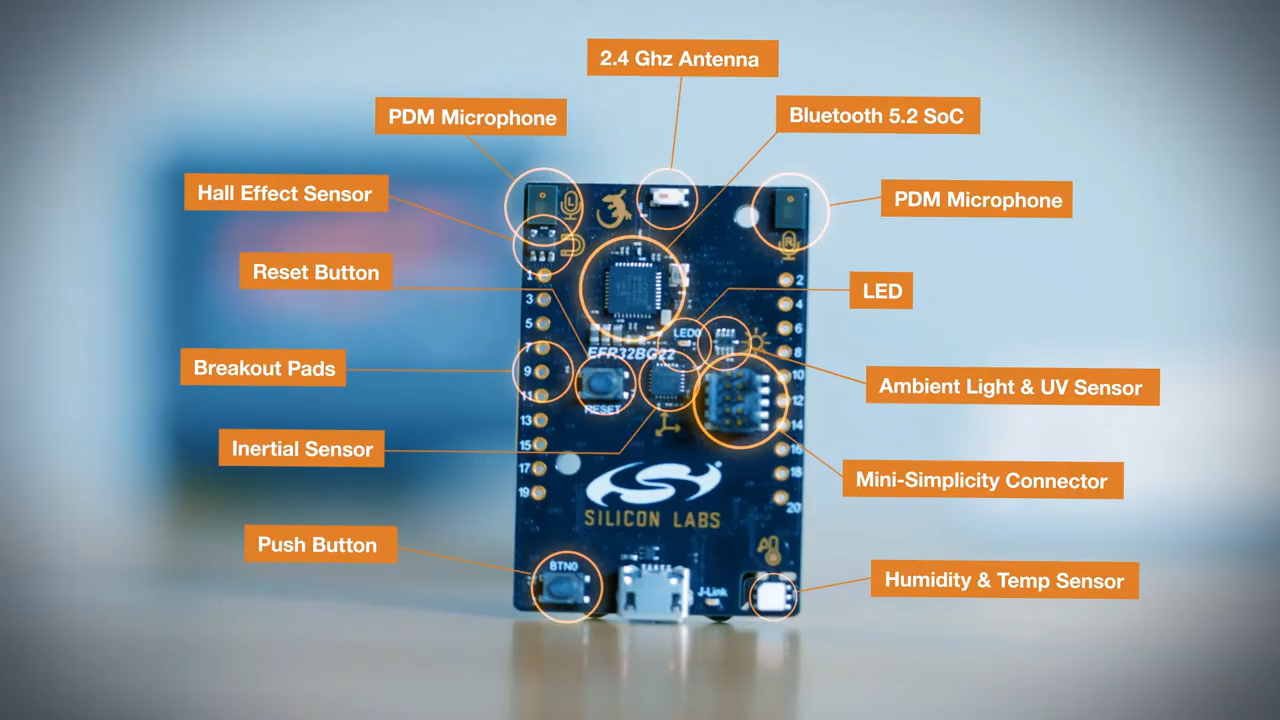 2.4 Ghz Antenna
PDM Microphone
Bluetooth 5.2 SoC
Hall Effect Sensor
PDM Microphone
Reset Button
LED
Breakout Pads
Ambient Light & UV Sensor
Inertial Sensor
Mini-Simplicity Connector
Push Button
Humidity & Temp Sensor
L
R
1
2
3
4
5
6
7
8
9
10
11
12
13
14
15
16
17
18
19
20
LED0
EFR32BG22
RESET
SILICON LABS
BTN0
J-Link